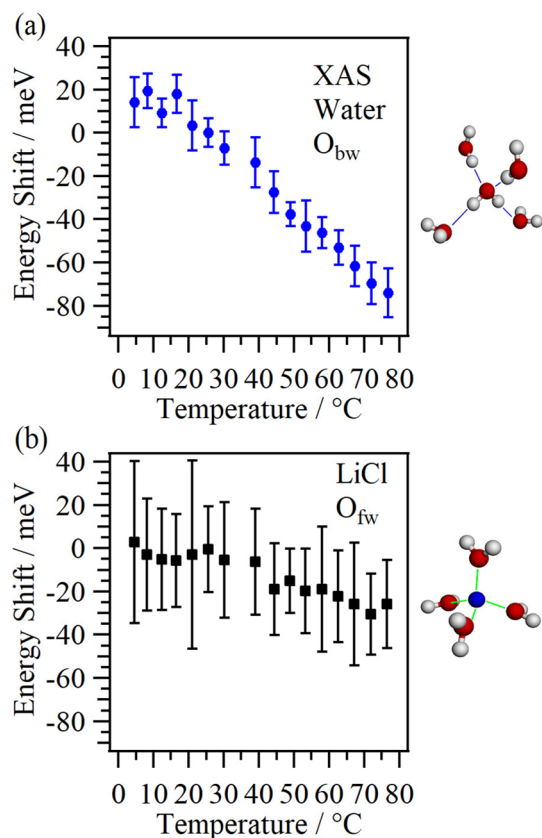 (a)
40
20
0
-20
-40
-60
-80
Energy Shift / meV
XAS
Water
O_bw
0 10 20 30 40 50 60 70 80
Temperature / °C
(b)
40
20
0
-20
-40
-60
-80
Energy Shift / meV
LiCl
O_fw
0 10 20 30 40 50 60 70 80
Temperature / °C